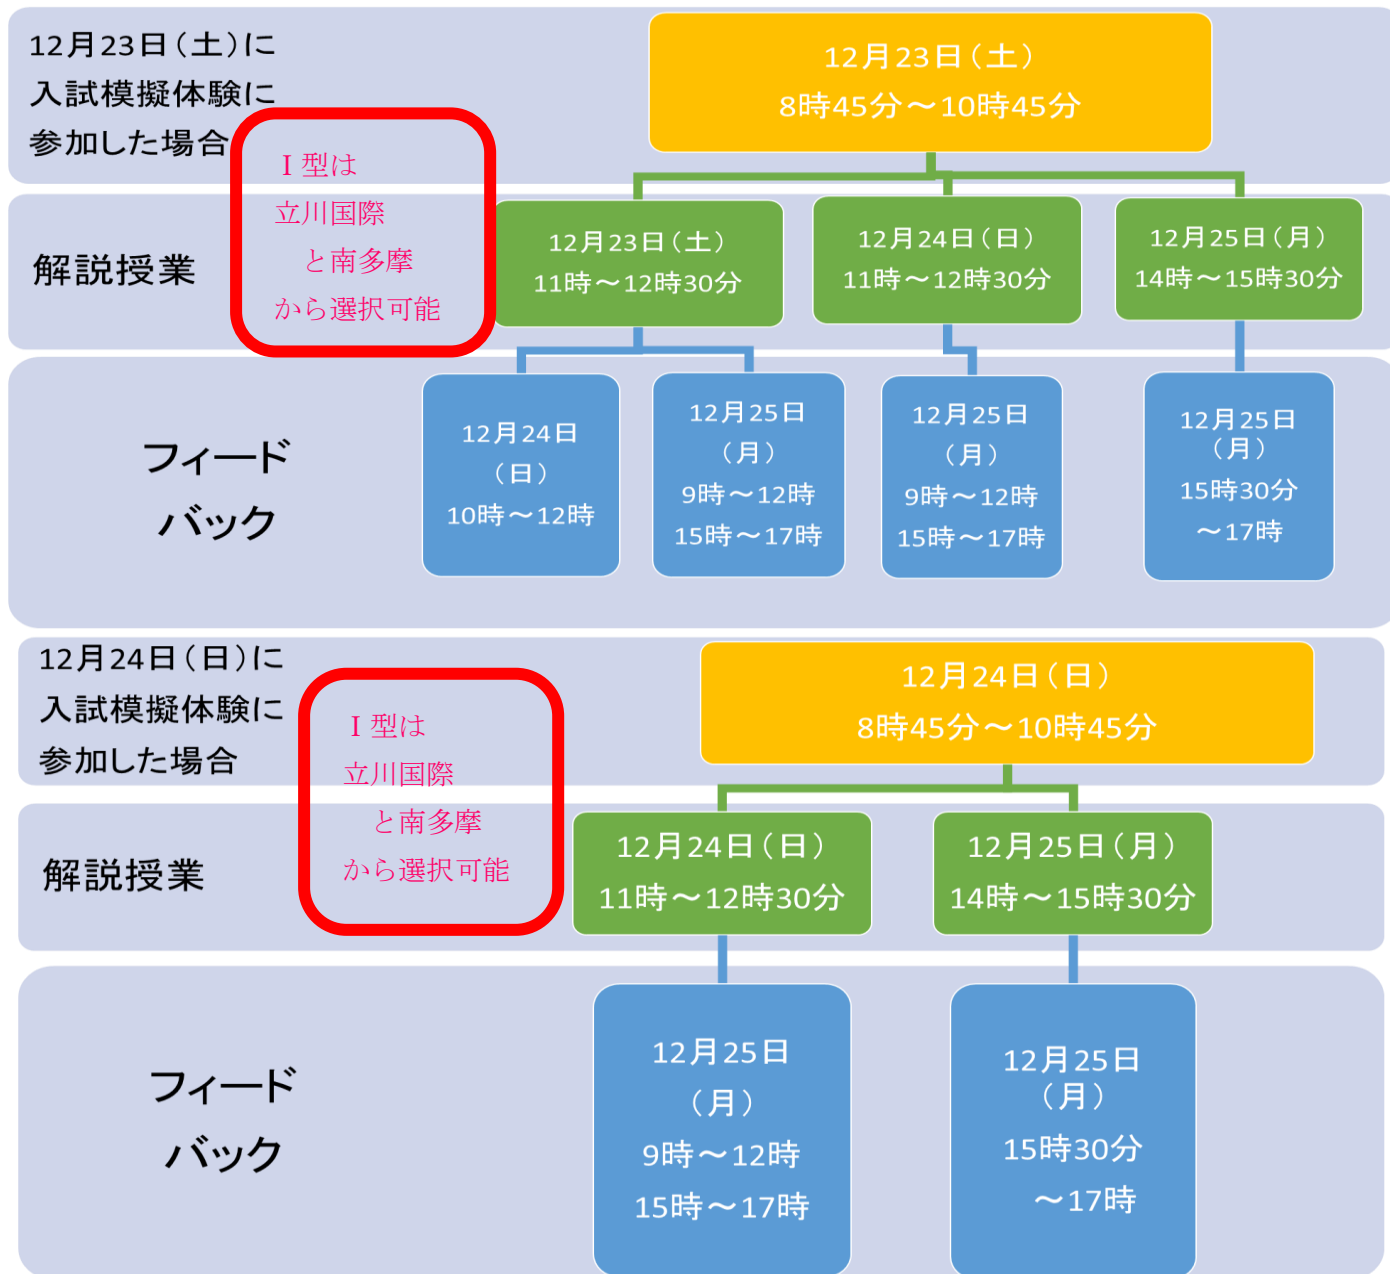 12月23日（土）に
入試模擬体験に
参加した場合
12月23日（土）
8時45分～10時45分
Ｉ型は
立川国際
と南多摩
から選択可能
解説授業
12月23日（土）
11時～12時30分
12月24日（日）
11時～12時30分
12月25日（月）
14時～15時30分
フィード
バック
12月24日
（日）
10時～12時
12月25日
（月）
9時～12時
15時～17時
12月25日
（月）
9時～12時
15時～17時
12月25日
（月）
15時30分
～17時
12月24日（日）に
入試模擬体験に
参加した場合
12月24日（日）
8時45分～10時45分
Ｉ型は
立川国際
と南多摩
から選択可能
解説授業
12月24日（日）
11時～12時30分
12月25日（月）
14時～15時30分
フィード
バック
12月25日
（月）
9時～12時
15時～17時
12月25日
（月）
15時30分
～17時